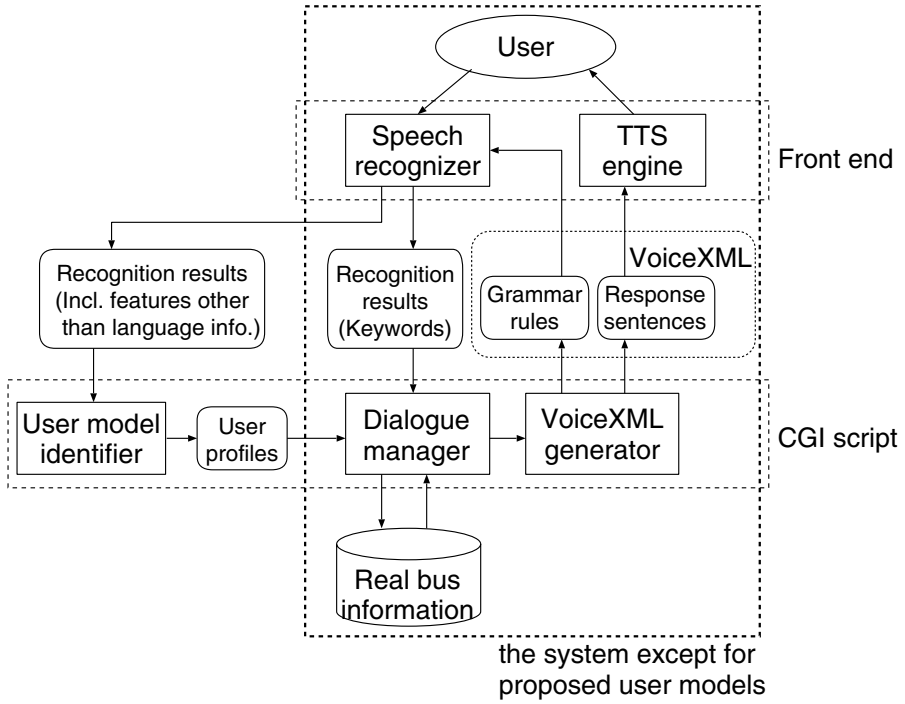 User
Speech
recognizer
TTS
engine
Front end
Recognition results
(Incl. features other
than language info.)
Recognition
results
(Keywords)
VoiceXML
Grammar
rules
Response
sentences
User model
identifier
User
profiles
Dialogue
manager
VoiceXML
generator
CGI script
Real bus
information
the system except for
proposed user models